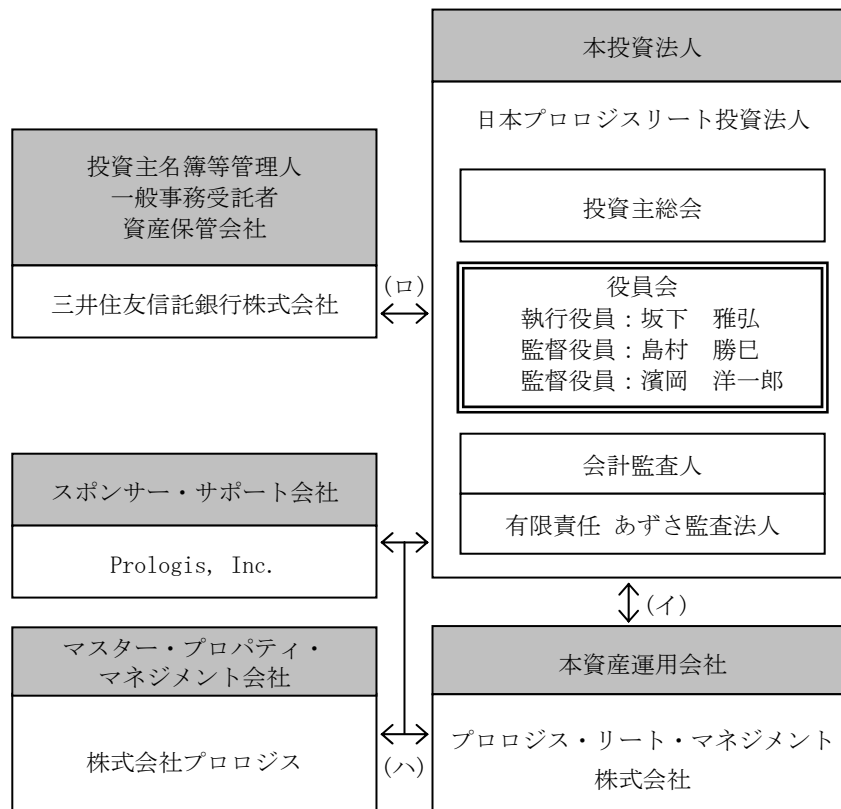 本投資法人
日本プロロジスリート投資法人
投資主総会
役員会
執行役員：坂下　雅弘
監督役員：島村　勝巳
監督役員：濱岡　洋一郎
会計監査人
有限責任 あずさ監査法人
投資主名簿等管理人
一般事務受託者
資産保管会社
三井住友信託銀行株式会社
(ロ)
スポンサー・サポート会社
Prologis, Inc.
(イ)
マスター・プロパティ・
マネジメント会社
株式会社プロロジス
(ハ)
本資産運用会社
プロロジス・リート・マネジメント
株式会社